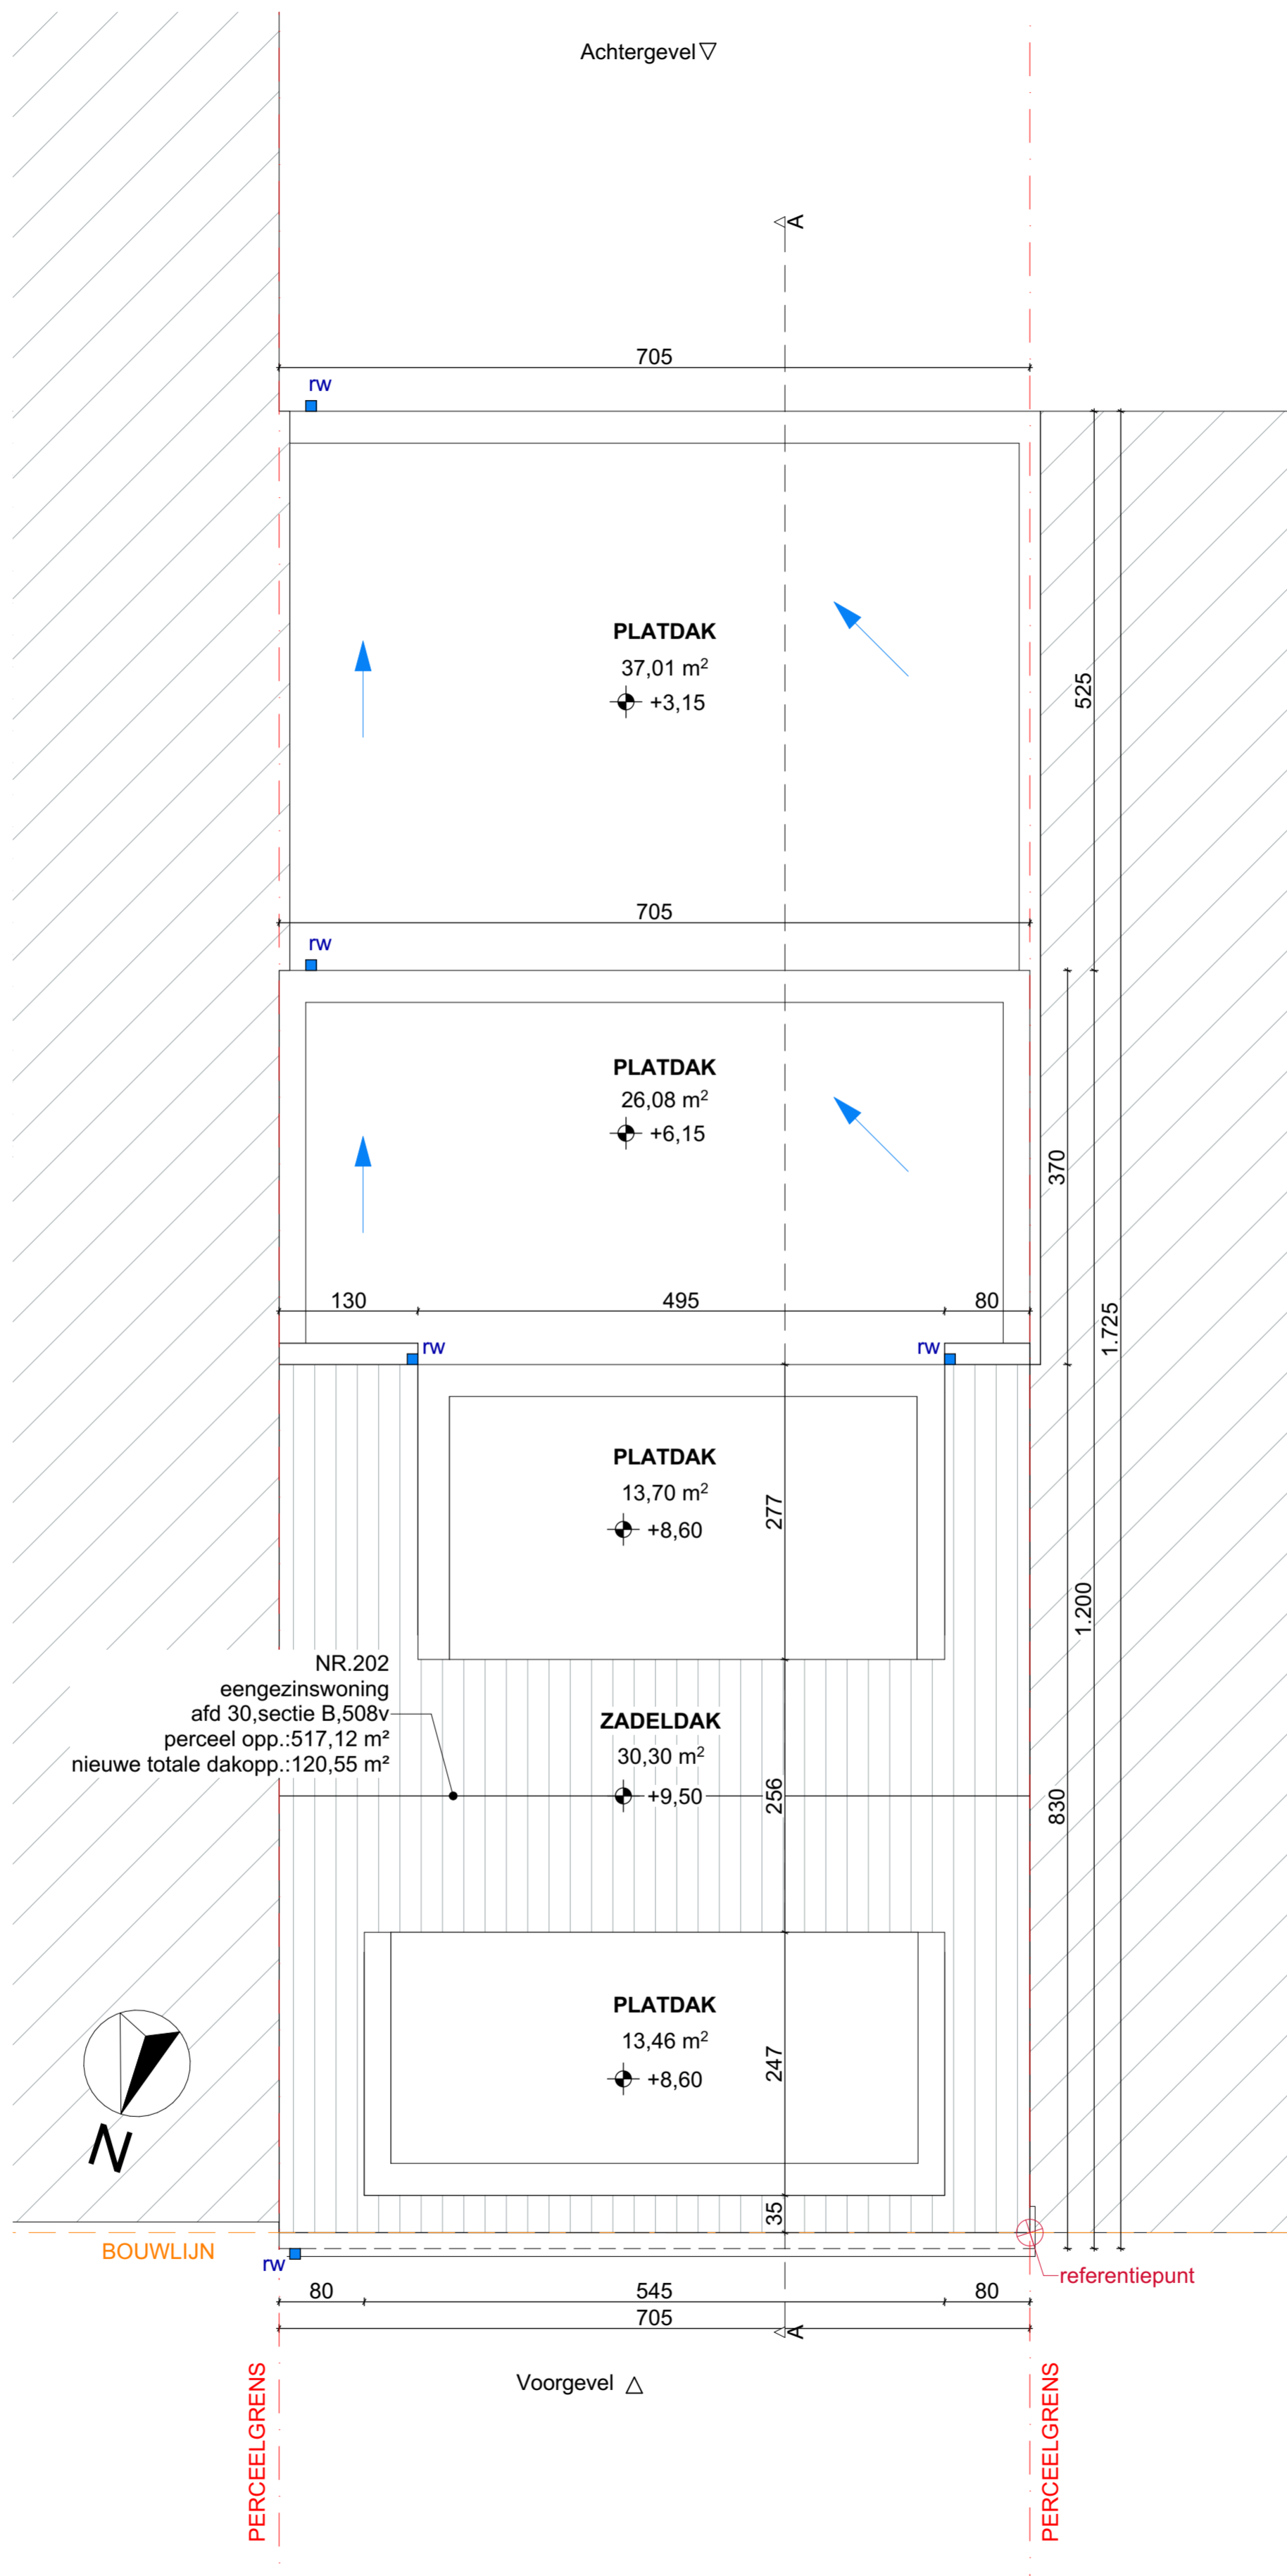 Achtergevel
A
705
rw
PLATDAK
37,01 m²
+3,15
525
705
rw
PLATDAK
26,08 m²
+6,15
370
130
495
80
1.725
rw
rw
PLATDAK
13,70 m²
+8,60
277
1.200
NR.202
eengezinswoning
afd 30,sectie B,508v
perceel opp.:517,12 m²
nieuwe totale dakopp.:120,55 m²
ZADELDAK
30,30 m²
+9,50
256
830
PLATDAK
13,46 m²
+8,60
247
N
35
BOUWLIJN
rw
referentiepunt
80
545
80
705
A
Voorgevel
PERCEELGRENS
PERCEELGRENS